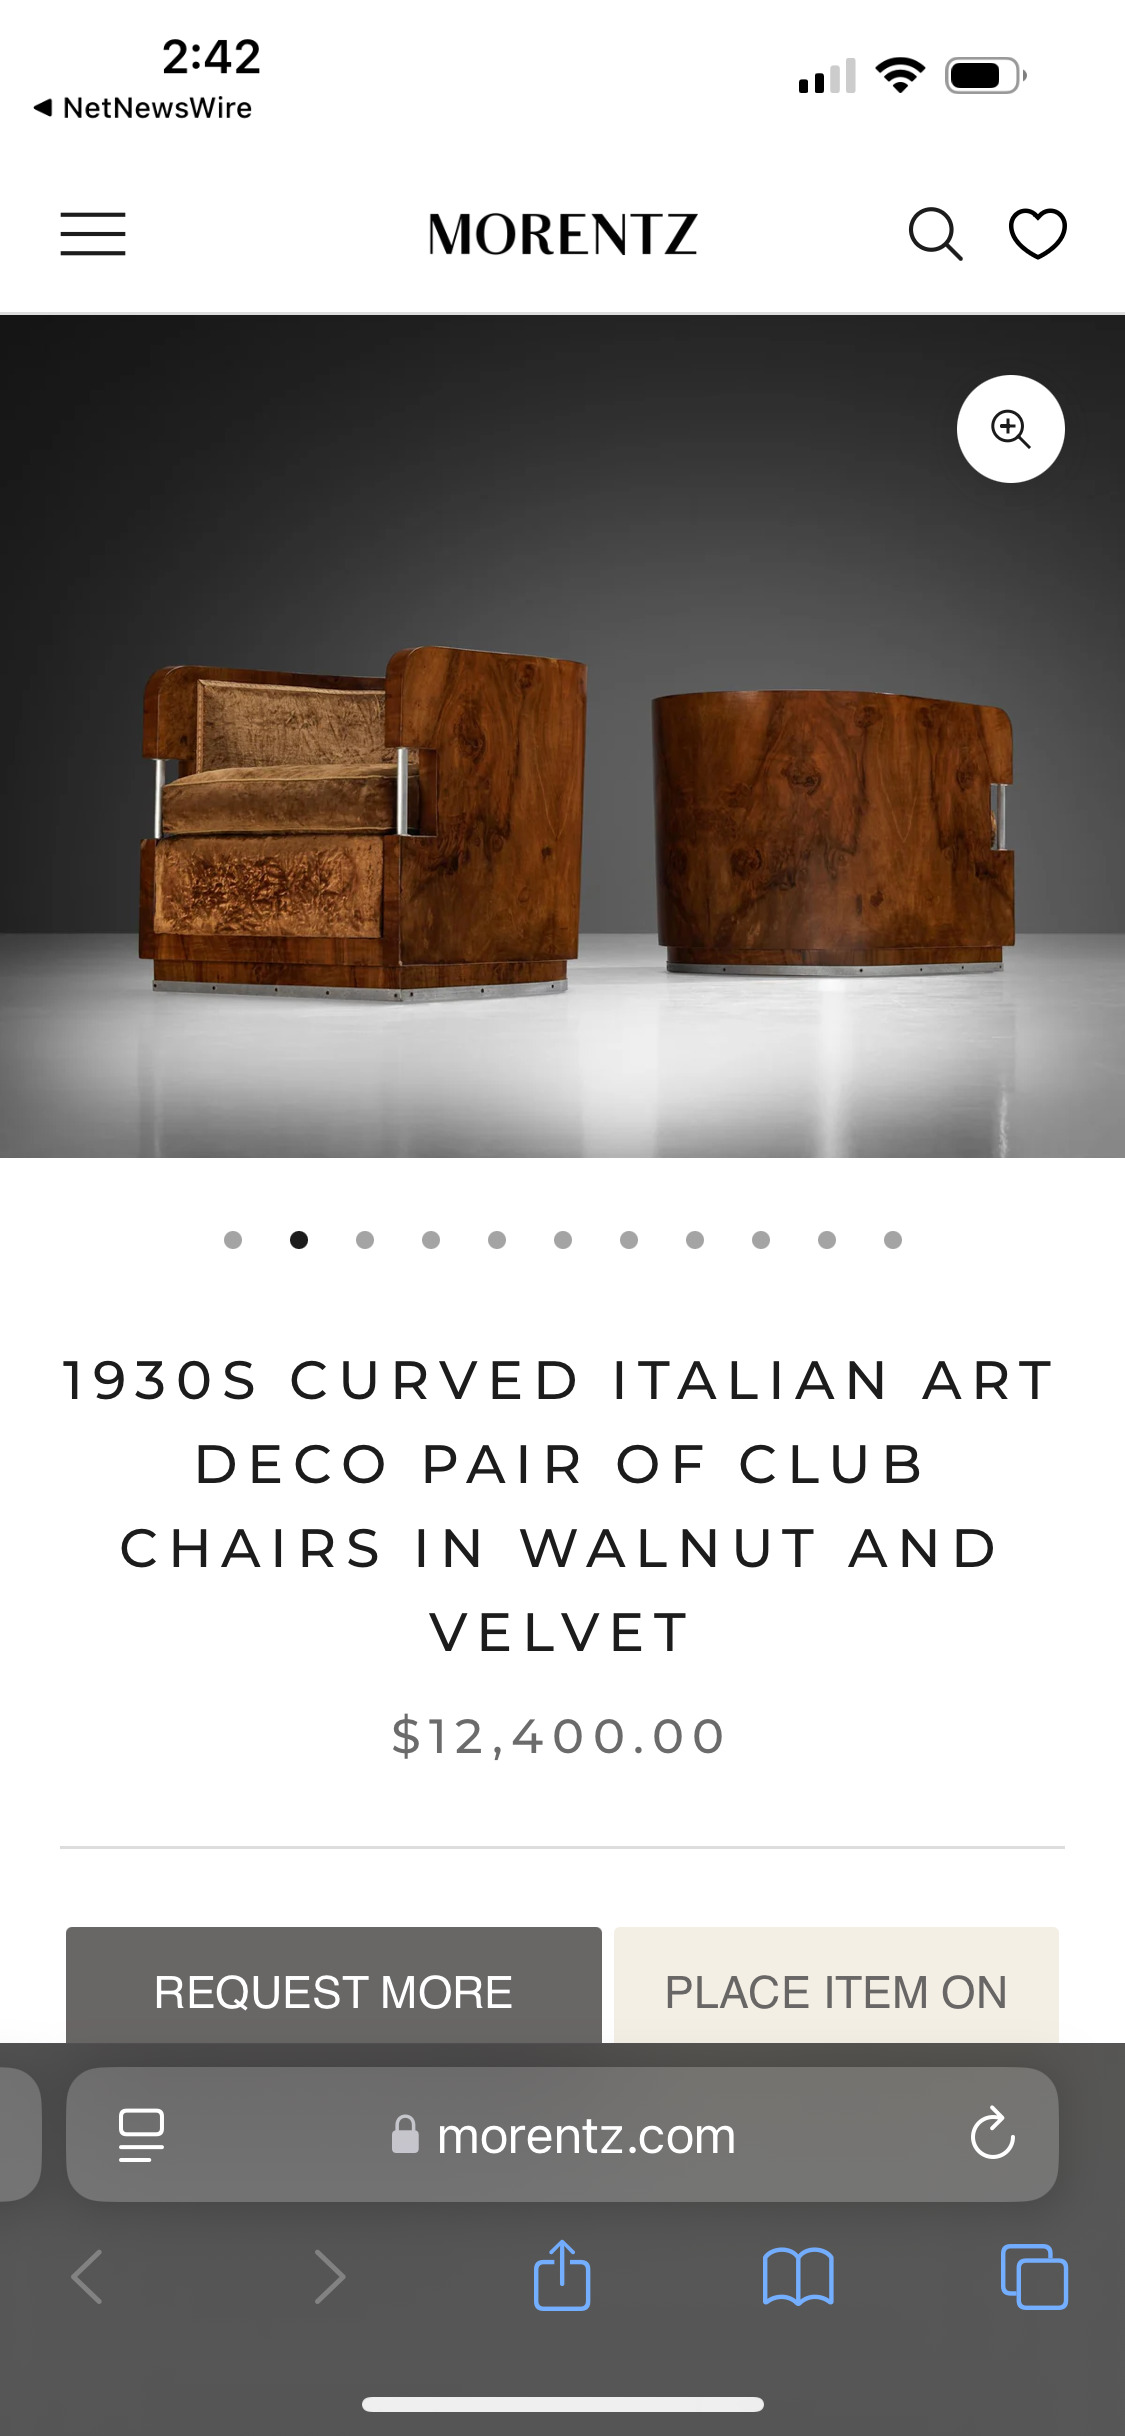 2:42
◀ NetNewsWire
MORENTZ
1930S CURVED ITALIAN ART
DECO PAIR OF CLUB
CHAIRS IN WALNUT AND
VELVET
$12,400.00
REQUEST MORE
PLACE ITEM ON
morentz.com